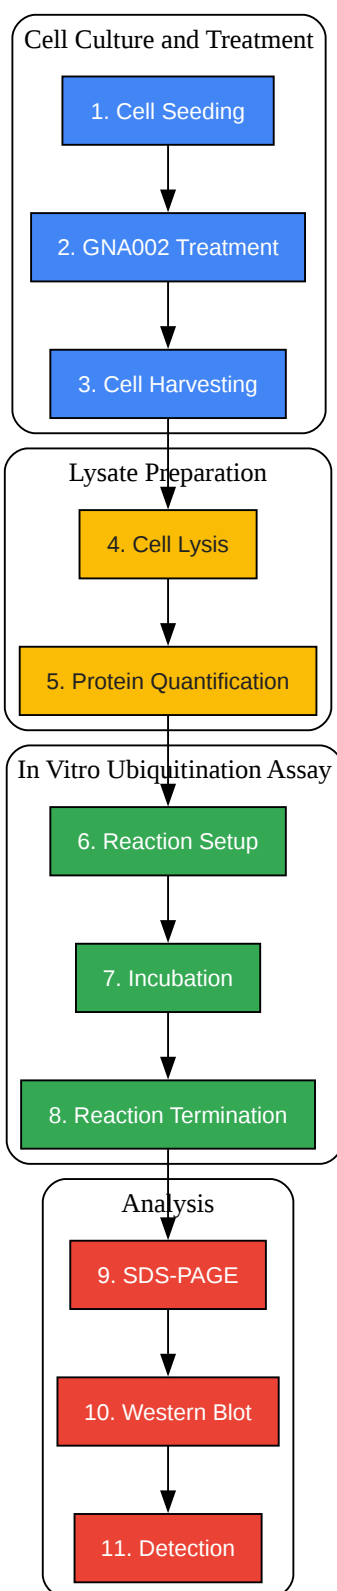 Cell Culture and Treatment
1. Cell Seeding
2. GNA002 Treatment
3. Cell Harvesting
Lysate Preparation
4. Cell Lysis
5. Protein Quantification
In Vitro Ubiquitination Assay
6. Reaction Setup
7. Incubation
8. Reaction Termination
Analysis
9. SDS-PAGE
10. Western Blot
11. Detection